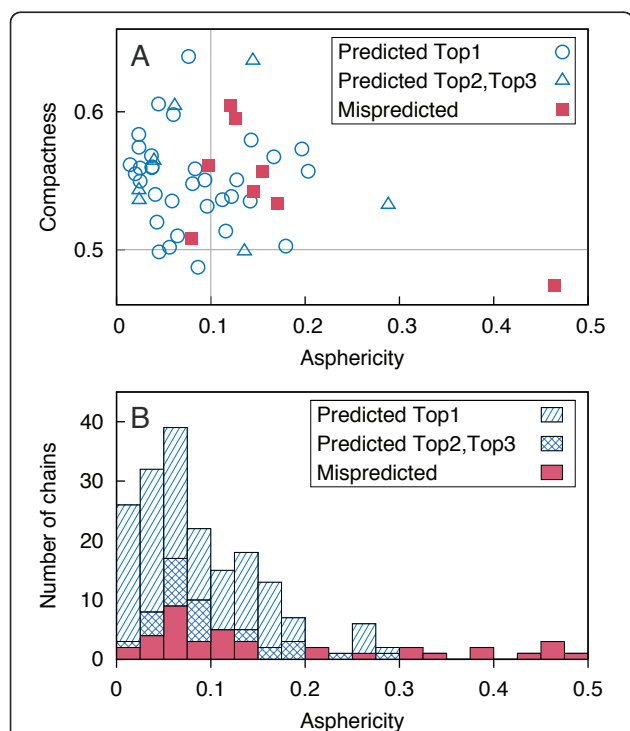 A
Predicted Top1
Predicted Top2,Top3
Mispredicted
Compactness
0.6
0.5
0 0.1 0.2 0.3 0.4 0.5
Asphericity
B
Predicted Top1
Predicted Top2,Top3
Mispredicted
Number of chains
40
30
20
10
0
0 0.1 0.2 0.3 0.4 0.5
Asphericity